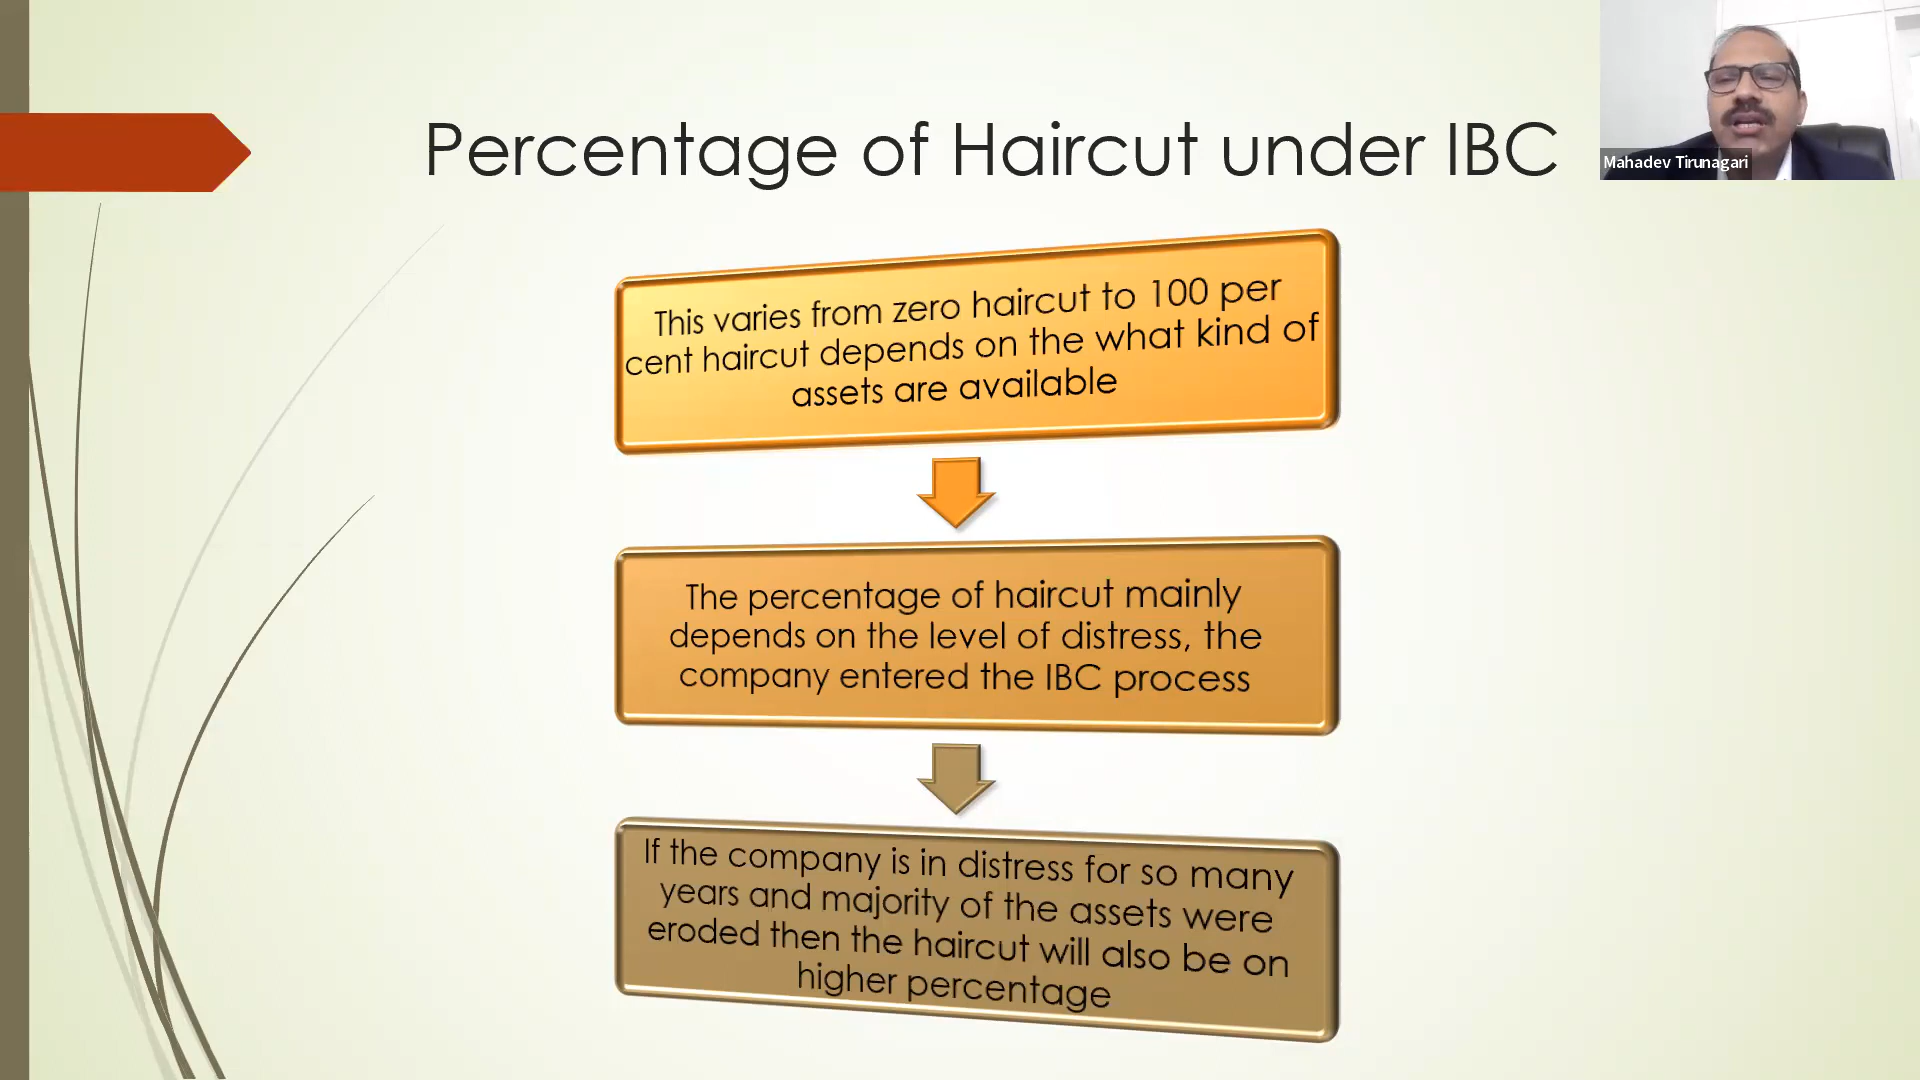 Percentage of Haircut under IBC
Mahadev Tirunagari
This varies from zero haircut to 100 per
cent haircut depends on the what kind of
assets are available
The percentage of haircut mainly
depends on the level of distress, the
company entered the IBC process
If the company is in distress for so many
years and majority of the assets were
eroded then the haircut will also be on
higher percentage